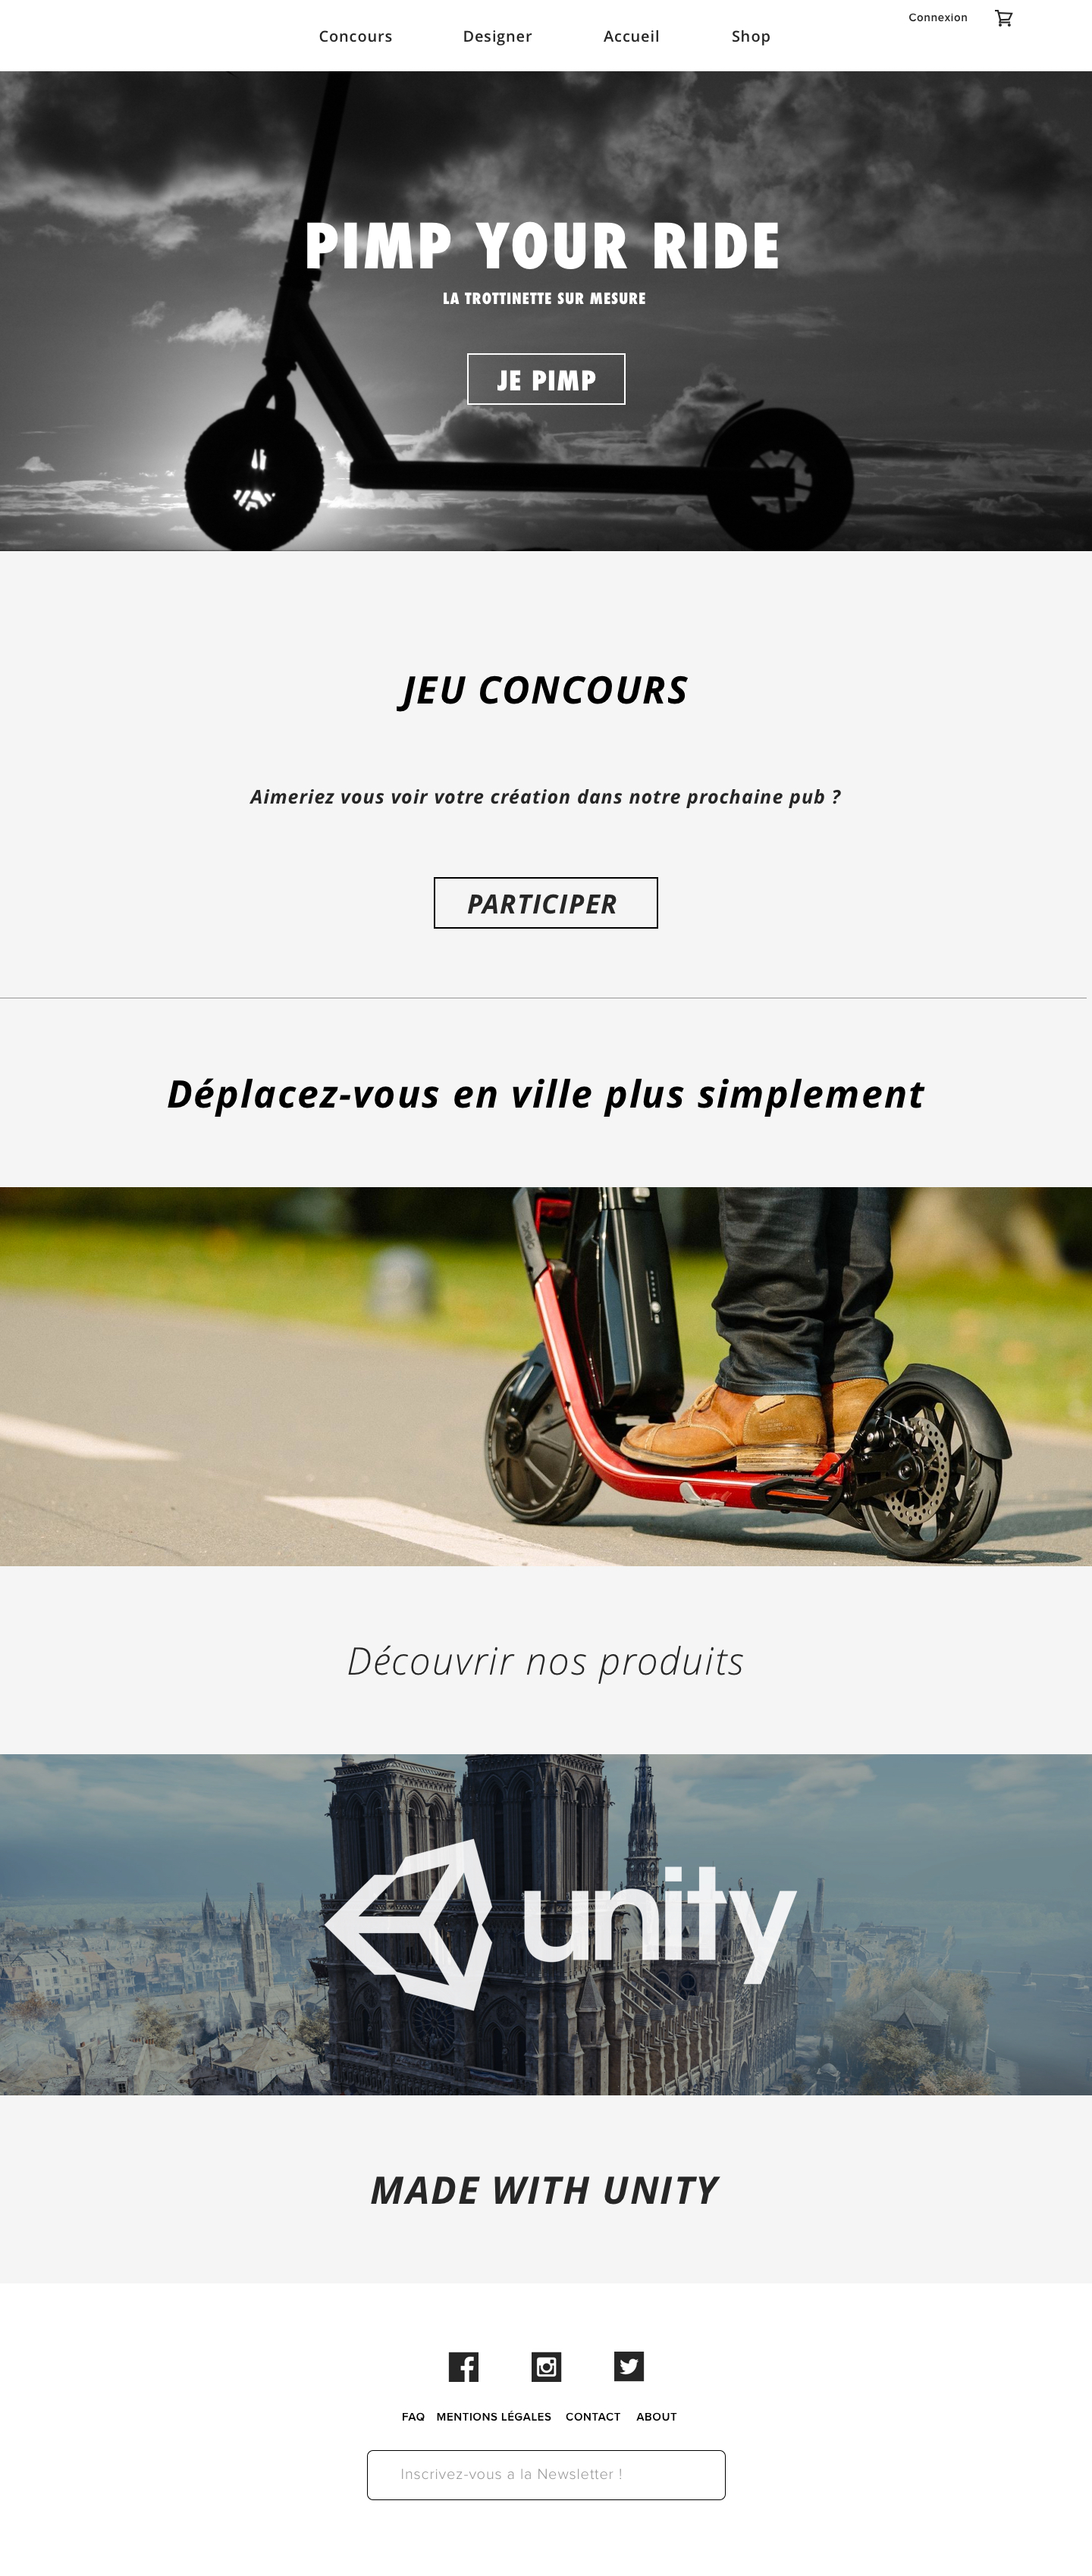 Connexion
Concours Designer Accueil Shop
PIMP YOUR RIDE
LA TROTTINETTE SUR MESURE
JE PIMP
JEU CONCOURS
Aimeriez vous voir votre création dans notre prochaine pub ?
PARTICIPER
Déplacez-vous en ville plus simplement
Découvrir nos produits
unity
MADE WITH UNITY
FAQ MENTIONS LÉGALES CONTACT ABOUT
Inscrivez-vous a la Newsletter !